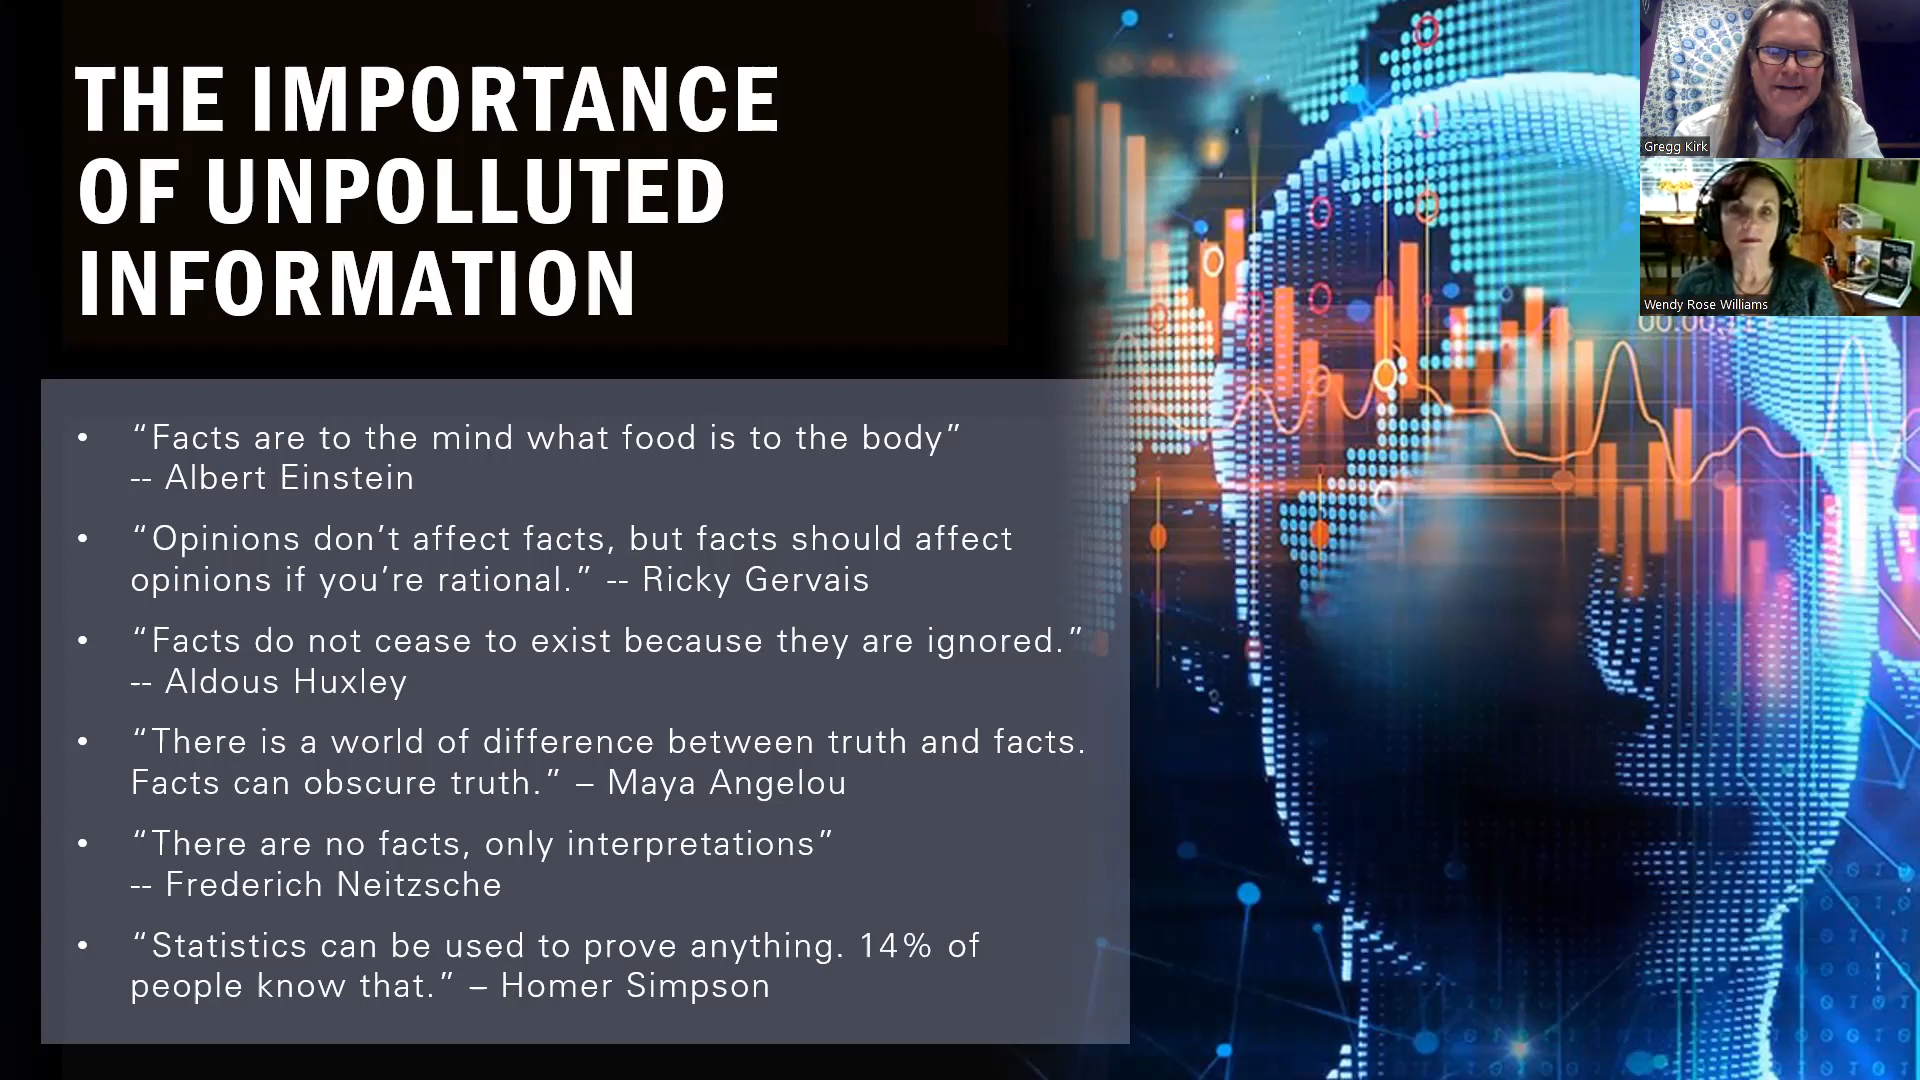 THE IMPORTANCE
OF UNPOLLUTED
INFORMATION
• “Facts are to the mind what food is to the body”
-- Albert Einstein
• “Opinions don’t affect facts, but facts should affect
opinions if you’re rational.” -- Ricky Gervais
• “Facts do not cease to exist because they are ignored.”
-- Aldous Huxley
• “There is a world of difference between truth and facts.
Facts can obscure truth.” – Maya Angelou
• “There are no facts, only interpretations”
-- Frederich Neitzsche
• “Statistics can be used to prove anything. 14% of
people know that.” – Homer Simpson
Gregg Kirk
Wendy Rose Williams